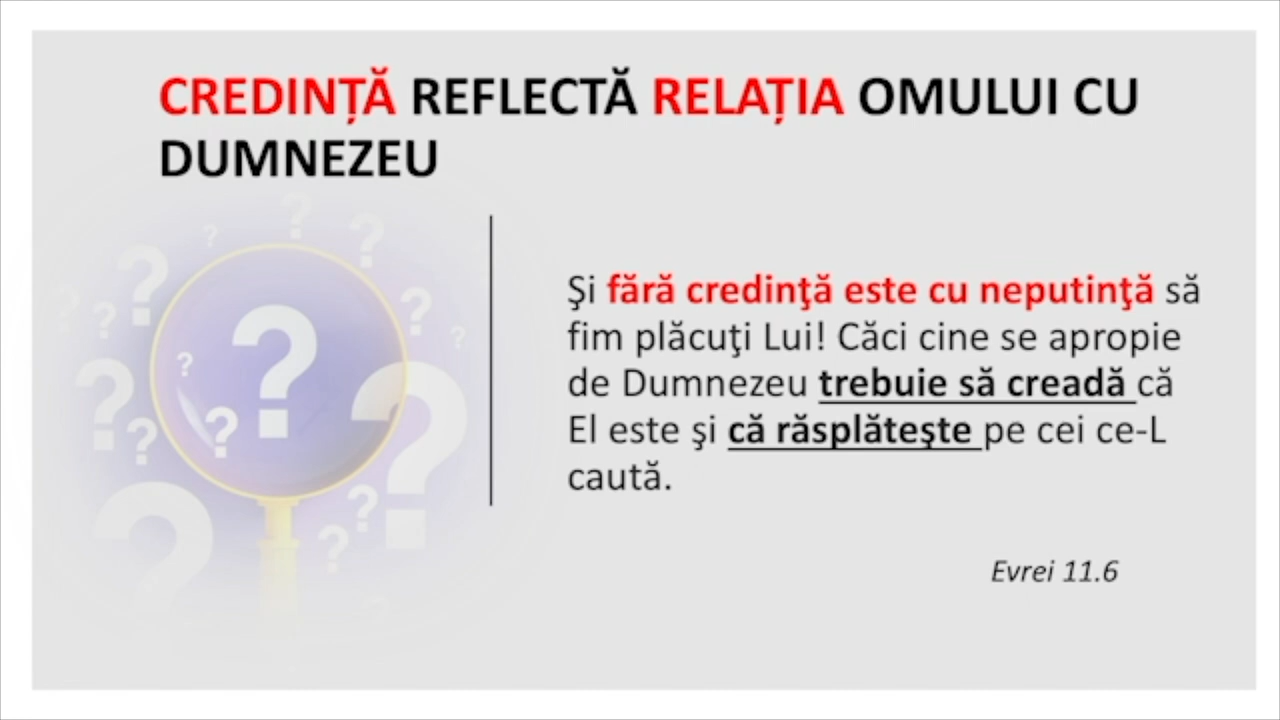 CREDINȚĂ REFLECTĂ RELAȚIA OMULUI CU
DUMNEZEU
Şi fără credinţă este cu neputinţă să
fim plăcuţi Lui! Căci cine se apropie
de Dumnezeu trebuie să creadă că
El este şi că răsplăteşte pe cei ce-L
caută.
Evrei 11.6